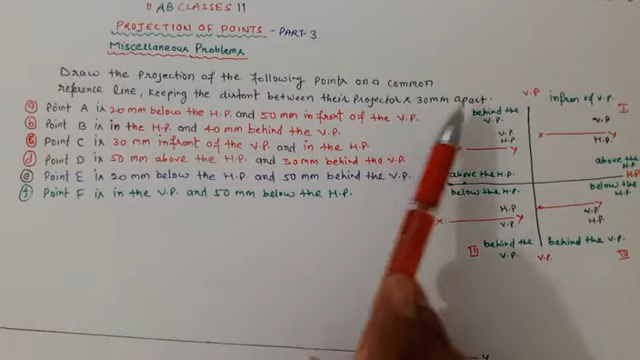 11 AB CLASSES 11
PROJECTION OF POINTS - PART-3
Miscellaneous Problems
Draw the Projection of the following Points on a common
reference line, keeping the distant between their Projectors 30mm apart.
(a) Point A is 20 mm below the H.P. and 50 mm in front of the V.P.
(b) Point B is in the H.P. and 40 mm behind the V.P.
(c) Point C is 30 mm infront of the V.P. and in the H.P.
(d) Point D is 50 mm above the H.P. and 30 mm behind the V.P.
(e) Point E is 20 mm below the H.P. and 50 mm behind the V.P.
(f) Point F is in the V.P. and 50 mm below the H.P.
V.P. infron of V.P. I
behind the
V.P.
V.P
H.P
Y
V.P
X H.P. Y
above the H.P.
above the
H.P.
H.P.
below the H.P.
below the
H.P.
X H.P Y
V.P
V.P
H.P.
Y
III behind the
V.P.
V.P.
behind the V.P.
IV